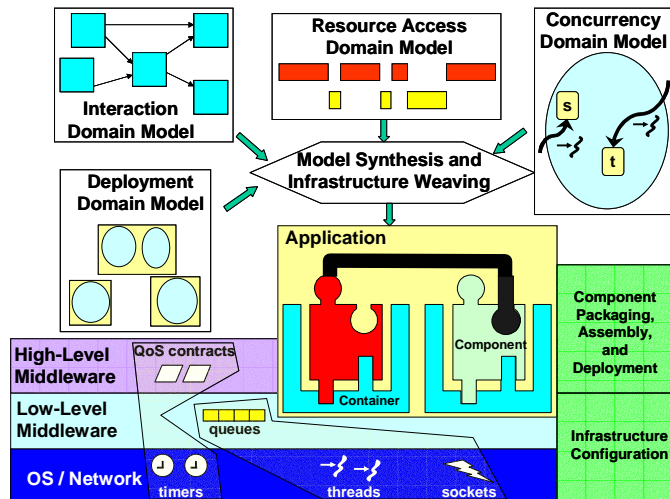 Interaction
Domain Model
Resource Access
Domain Model
Concurrency
Domain Model
s
t
Model Synthesis and
Infrastructure Weaving
Deployment
Domain Model
Application
Component
Container
Component
Packaging,
Assembly,
and
Deployment
High-Level
Middleware
QoS contracts
Low-Level
Middleware
queues
Infrastructure
Configuration
OS / Network
timers
threads
sockets